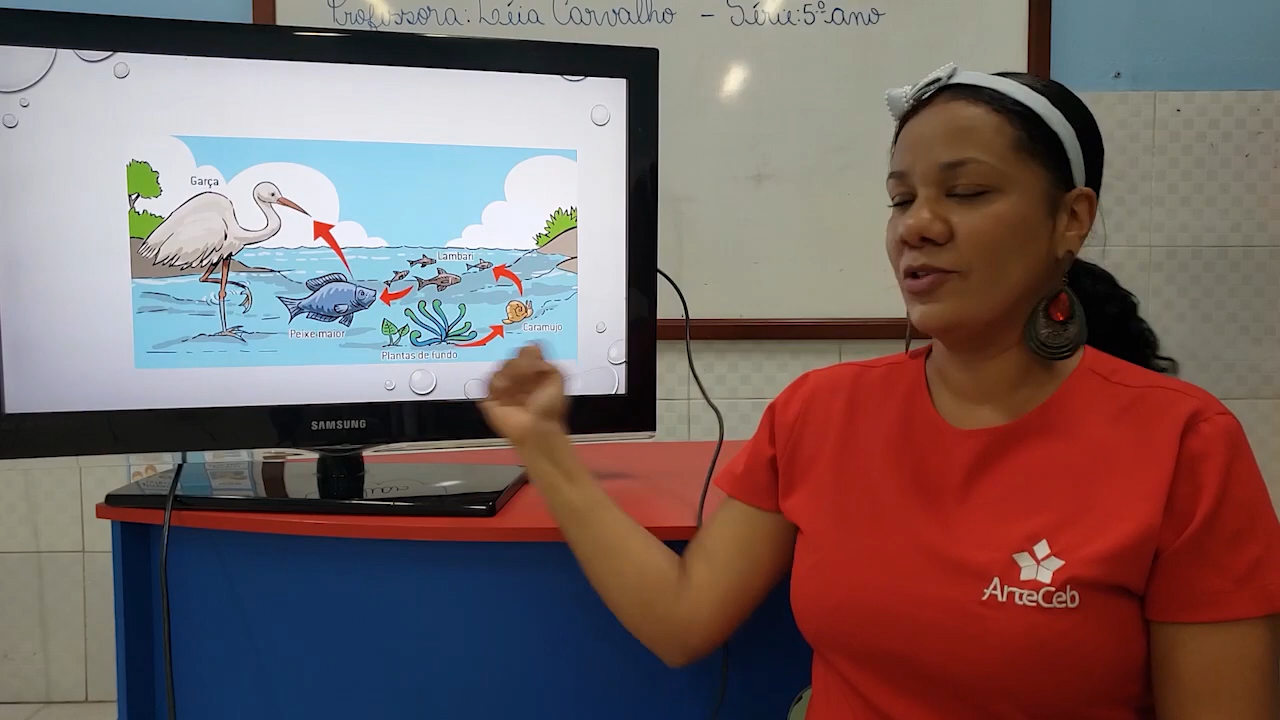 Professora: Léia Carvalho - Série: 5º ano
Garça
Lambari
Peixe maior
Caramujo
Plantas de fundo
SAMSUNG
ArteCeb